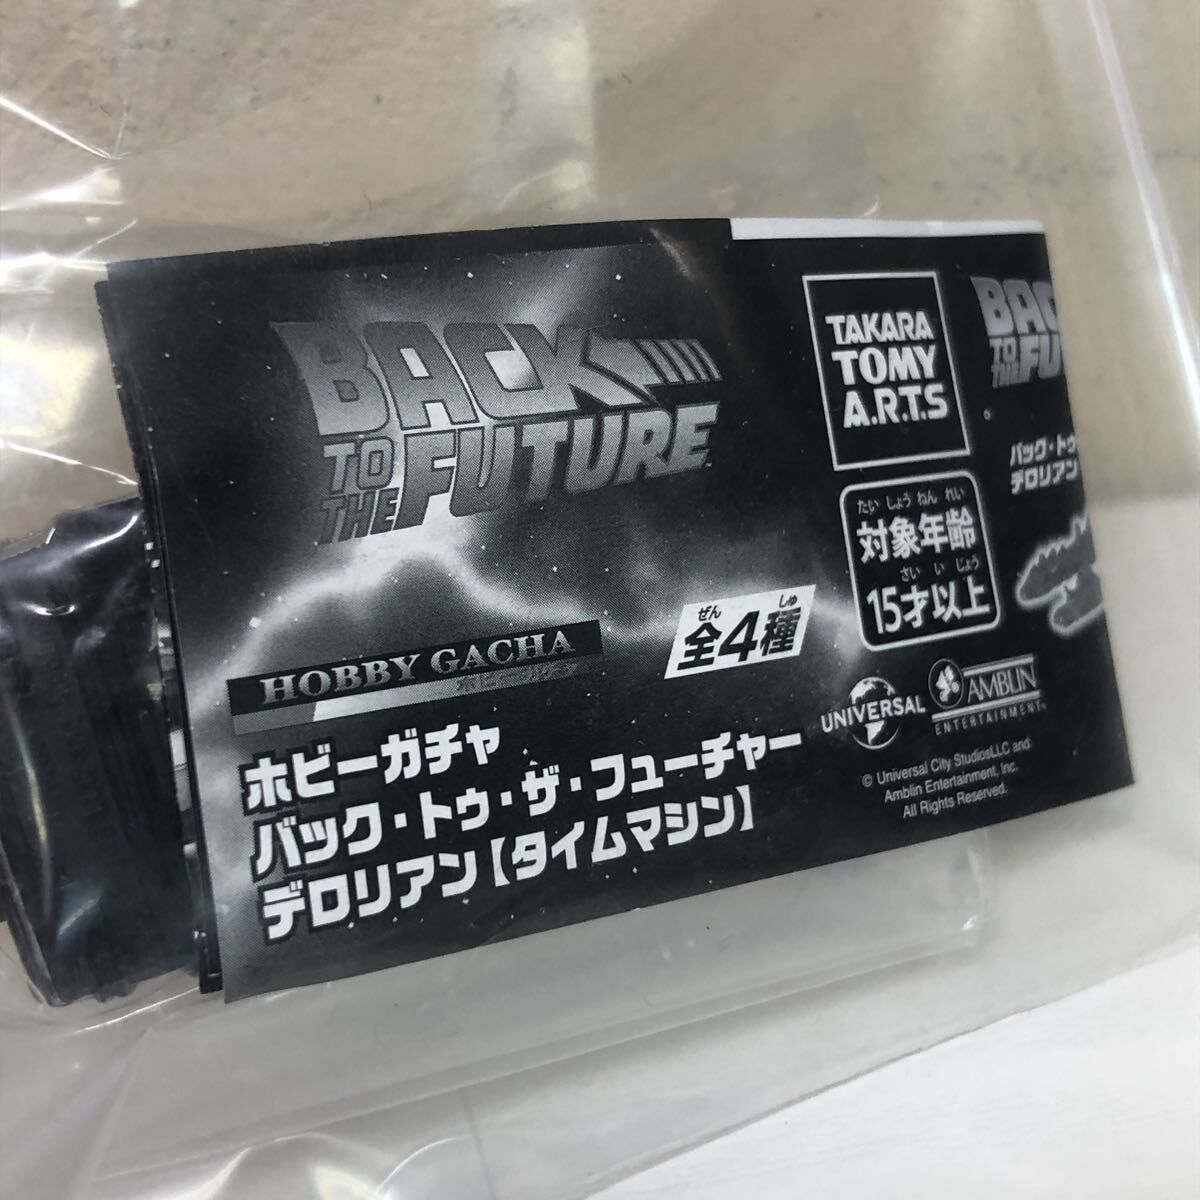 BACK
TO THE FUTURE™
HOBBY GACHA
ホビーガチャ
ぜん しゅ
全4種
ホビーガチャ
バック・トゥ・ザ・フューチャー
デロリアン【タイムマシン】
TAKARA
TOMY
A.R.T.S
たい しょう ねん れい
対象年齢
さい い じょう
15才以上
UNIVERSAL
AMBLIN
ENTERTAINMENT
© Universal City StudiosLLC and
Amblin Entertainment, Inc.
All Rights Reserved.
BAC
TO THE FU
バック・トゥ
デロリアン